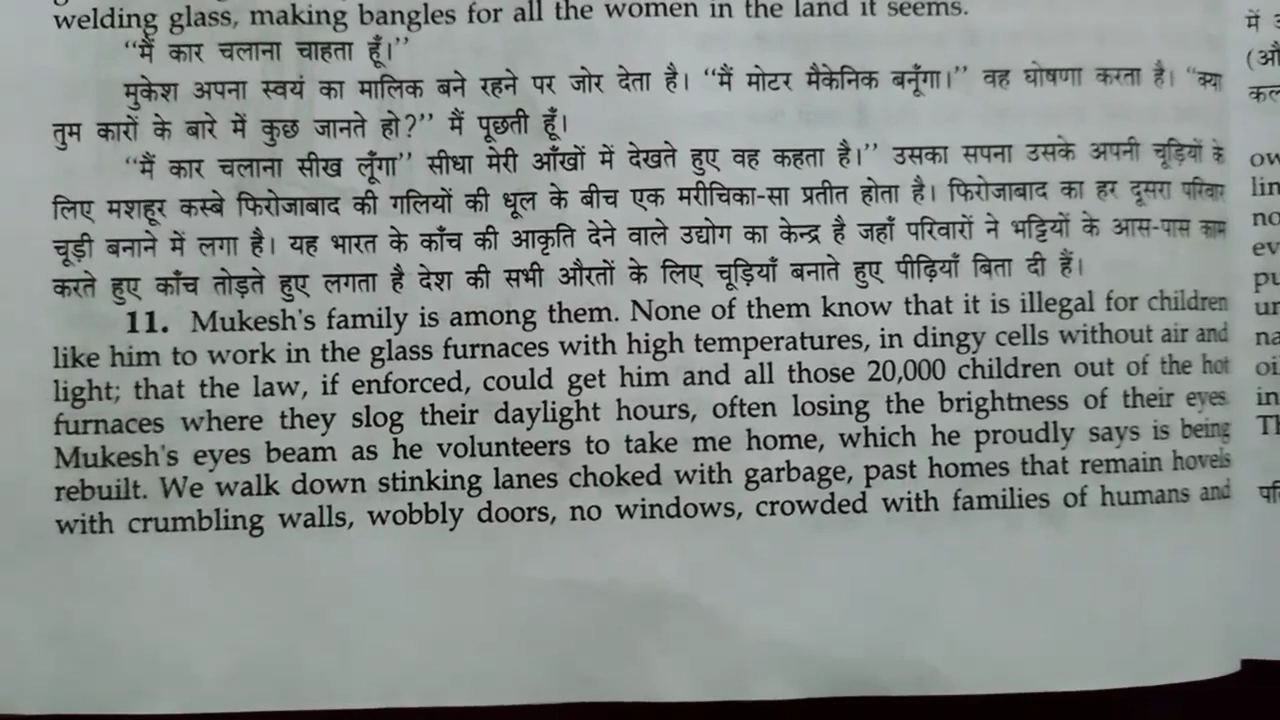 welding glass, making bangles for all the women in the land it seems.
‘‘मैं कार चलाना चाहता हूँ।’’
मुकेश अपना स्वयं का मालिक बने रहने पर जोर देता है। ‘‘मैं मोटर मैकेनिक बनूँगा।’’ वह घोषणा करता है। ‘‘क्या
तुम कारों के बारे में कुछ जानते हो?’’ मैं पूछती हूँ।
‘‘मैं कार चलाना सीख लूँगा’’ सीधा मेरी आँखों में देखते हुए वह कहता है।’’ उसका सपना उसके अपनी चूड़ियों के
लिए मशहूर कस्बे फिरोजाबाद की गलियों की धूल के बीच एक मरीचिका-सा प्रतीत होता है। फिरोजाबाद का हर दूसरा परिवार
चूड़ी बनाने में लगा है। यह भारत के काँच की आकृति देने वाले उद्योग का केन्द्र है जहाँ परिवारों ने भट्टियों के आस-पास काम
करते हुए काँच तोड़ते हुए लगता है देश की सभी औरतों के लिए चूड़ियाँ बनाते हुए पीढ़ियाँ बिता दी हैं।
11. Mukesh's family is among them. None of them know that it is illegal for children
like him to work in the glass furnaces with high temperatures, in dingy cells without air and
light; that the law, if enforced, could get him and all those 20,000 children out of the hot
furnaces where they slog their daylight hours, often losing the brightness of their eyes
Mukesh's eyes beam as he volunteers to take me home, which he proudly says is being
rebuilt. We walk down stinking lanes choked with garbage, past homes that remain hovels
with crumbling walls, wobbly doors, no windows, crowded with families of humans and
में